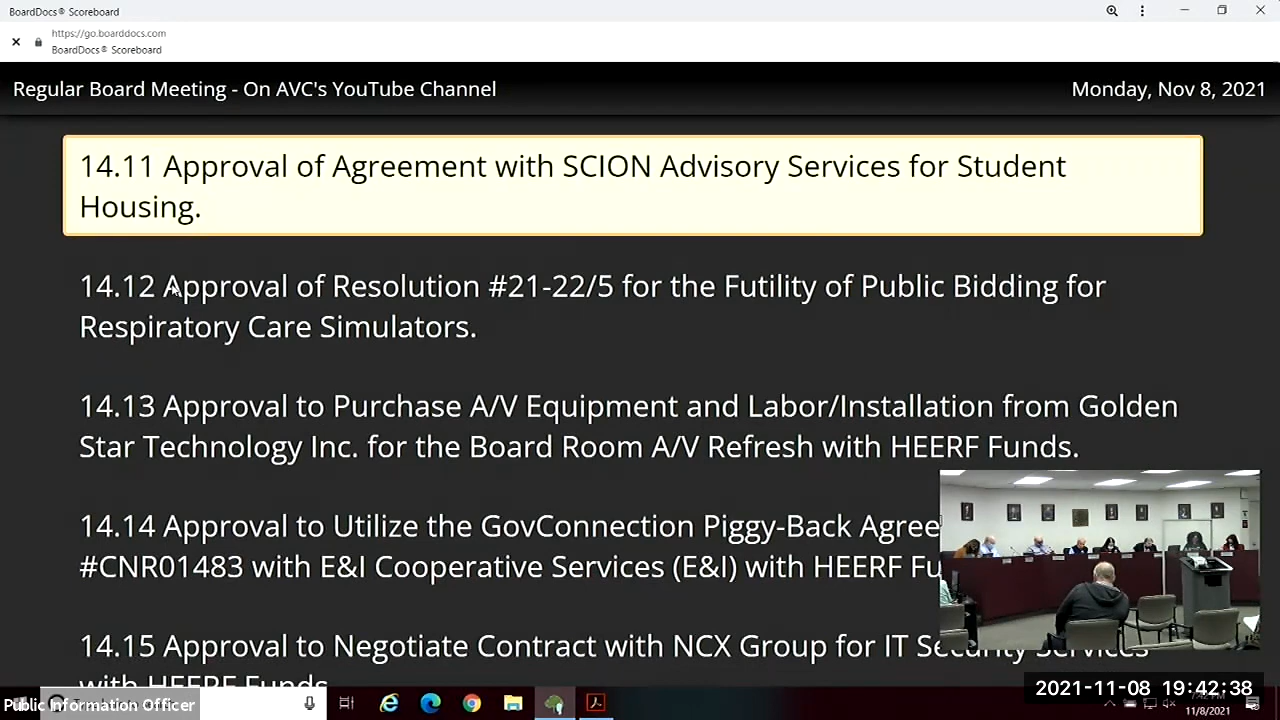 BoardDocs® Scoreboard
https://go.boarddocs.com
BoardDocs® Scoreboard
Regular Board Meeting - On AVC's YouTube Channel
Monday, Nov 8, 2021
14.11 Approval of Agreement with SCION Advisory Services for Student
Housing.
14.12 Approval of Resolution #21-22/5 for the Futility of Public Bidding for
Respiratory Care Simulators.
14.13 Approval to Purchase A/V Equipment and Labor/Installation from Golden
Star Technology Inc. for the Board Room A/V Refresh with HEERF Funds.
14.14 Approval to Utilize the GovConnection Piggy-Back Agree
#CNR01483 with E&I Cooperative Services (E&I) with HEERF Fu
14.15 Approval to Negotiate Contract with NCX Group for IT Security Services
with HEERF Funds
Public Information Officer
2021-11-08 19:42:38
11/8/2021